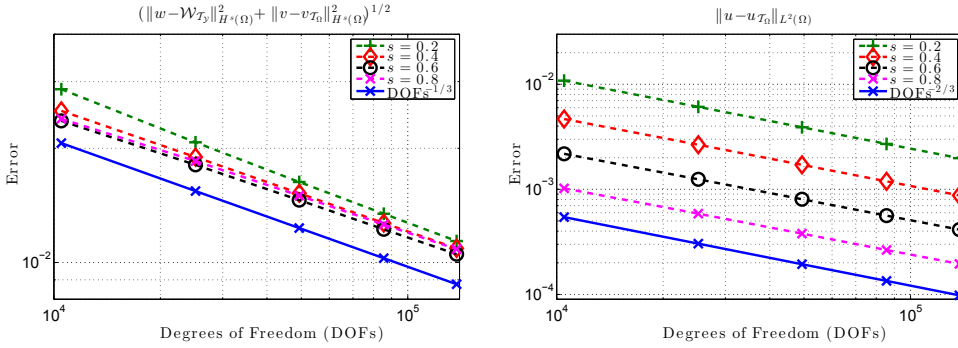 (∥w−𝒲_{𝒯_𝓎}∥²_{H^s(Ω)} + ∥v−v_{𝒯_Ω}∥²_{H^s(Ω)})^{1/2}
s = 0.2
s = 0.4
s = 0.6
s = 0.8
DOFs^{-1/3}
Error
10^{-2}
10^4
10^5
Degrees of Freedom (DOFs)
∥u−u_{𝒯_Ω}∥_{L²(Ω)}
s = 0.2
s = 0.4
s = 0.6
s = 0.8
DOFs^{-2/3}
Error
10^{-2}
10^{-3}
10^{-4}
10^4
10^5
Degrees of Freedom (DOFs)